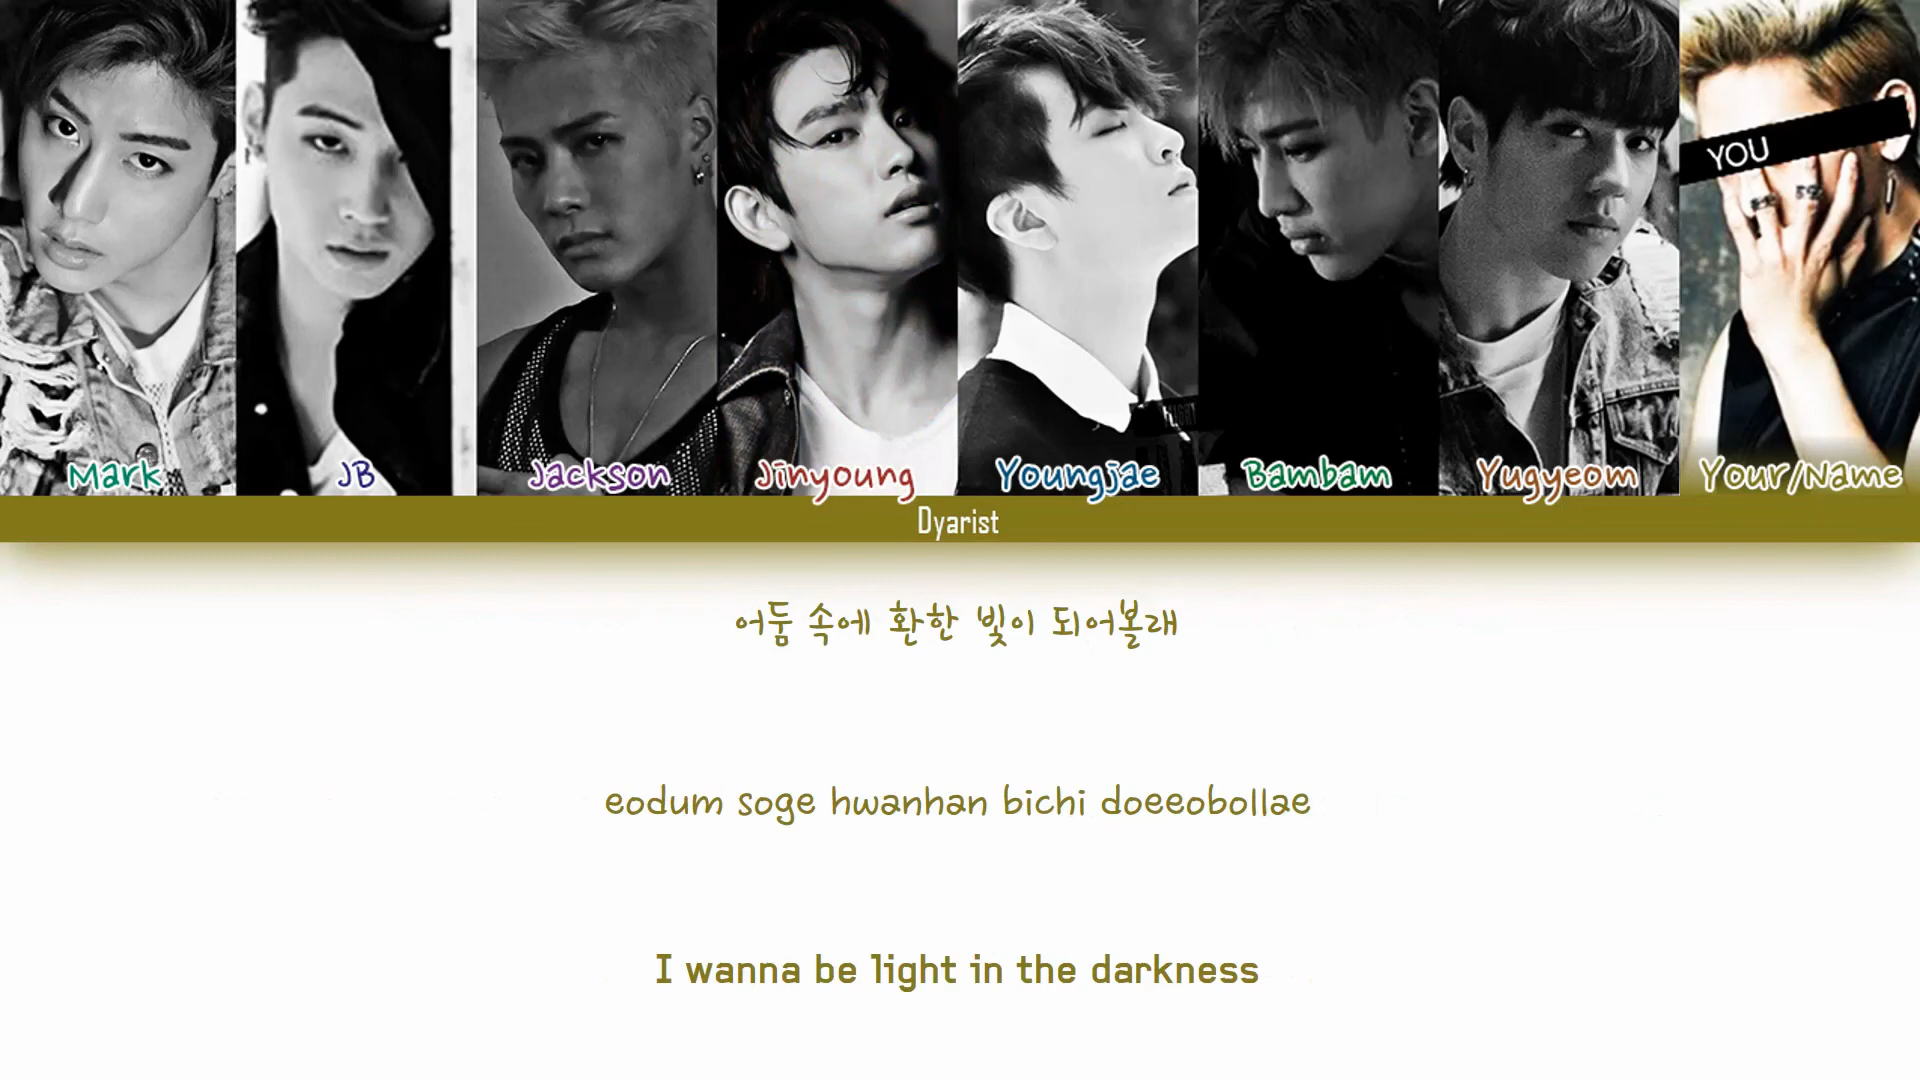 YOU
Mark JB Jackson Jinyoung Youngjae Bambam Yugyeom Your/Name
Dyarist
어둠 속에 환한 빛이 되어볼래
eodum soge hwanhan bichi doeeobollae
I wanna be light in the darkness